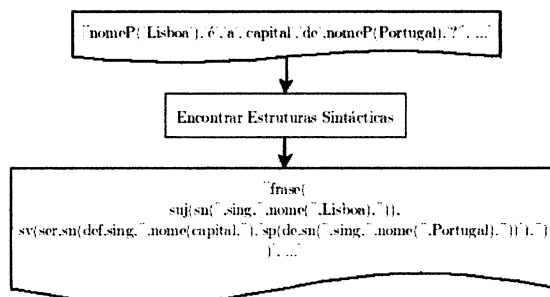 "nomeP('Lisboa'),'é','a','capital','de',nomeP(Portugal),'?', ..."
Encontrar Estruturas Sintácticas
"frase(
suj(sn(_,sing,_,nome(_,Lisboa),_)),
sv(ser,sn(def,sing,_,nome(capital,_),sp(de,sn(_,sing,_,nome(_,Portugal),_))),_)
)", ..."